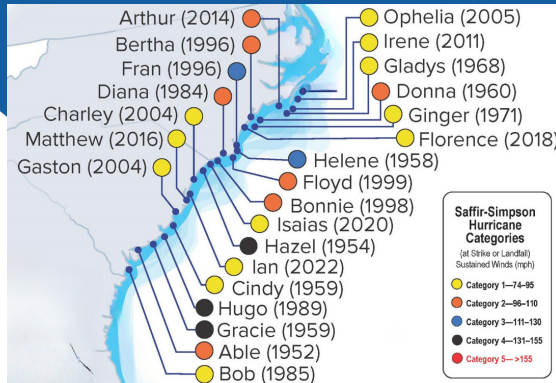 Arthur (2014)
Bertha (1996)
Fran (1996)
Diana (1984)
Charley (2004)
Matthew (2016)
Gaston (2004)
Ophelia (2005)
Irene (2011)
Gladys (1968)
Donna (1960)
Ginger (1971)
Florence (2018)
Helene (1958)
Floyd (1999)
Bonnie (1998)
Isaias (2020)
Hazel (1954)
Ian (2022)
Cindy (1959)
Hugo (1989)
Gracie (1959)
Able (1952)
Bob (1985)
Saffir-Simpson
Hurricane
Categories
(at Strike or Landfall)
Sustained Winds (mph)
Category 1—74–95
Category 2—96–110
Category 3—111–130
Category 4—131–155
Category 5— >155